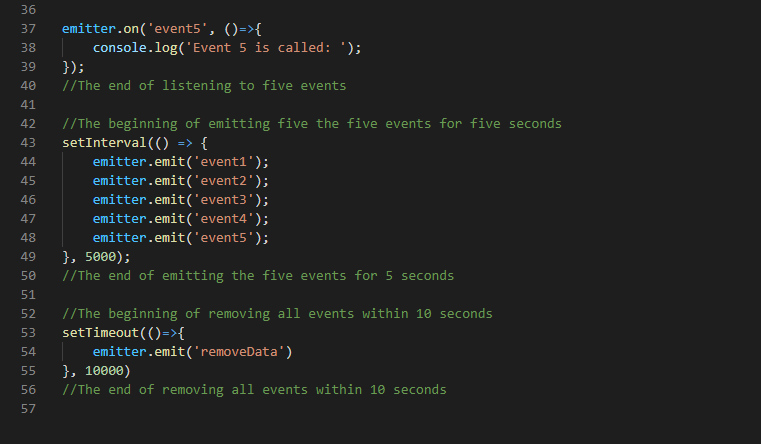 36
37 emitter.on('event5', ()=>{
38     console.log('Event 5 is called: ');
39 });
40 //The end of listening to five events
41
42 //The beginning of emitting five the five events for five seconds
43 setInterval(() => {
44     emitter.emit('event1');
45     emitter.emit('event2');
46     emitter.emit('event3');
47     emitter.emit('event4');
48     emitter.emit('event5');
49 }, 5000);
50 //The end of emitting the five events for 5 seconds
51
52 //The beginning of removing all events within 10 seconds
53 setTimeout(()=>{
54     emitter.emit('removeData')
55 }, 10000)
56 //The end of removing all events within 10 seconds
57